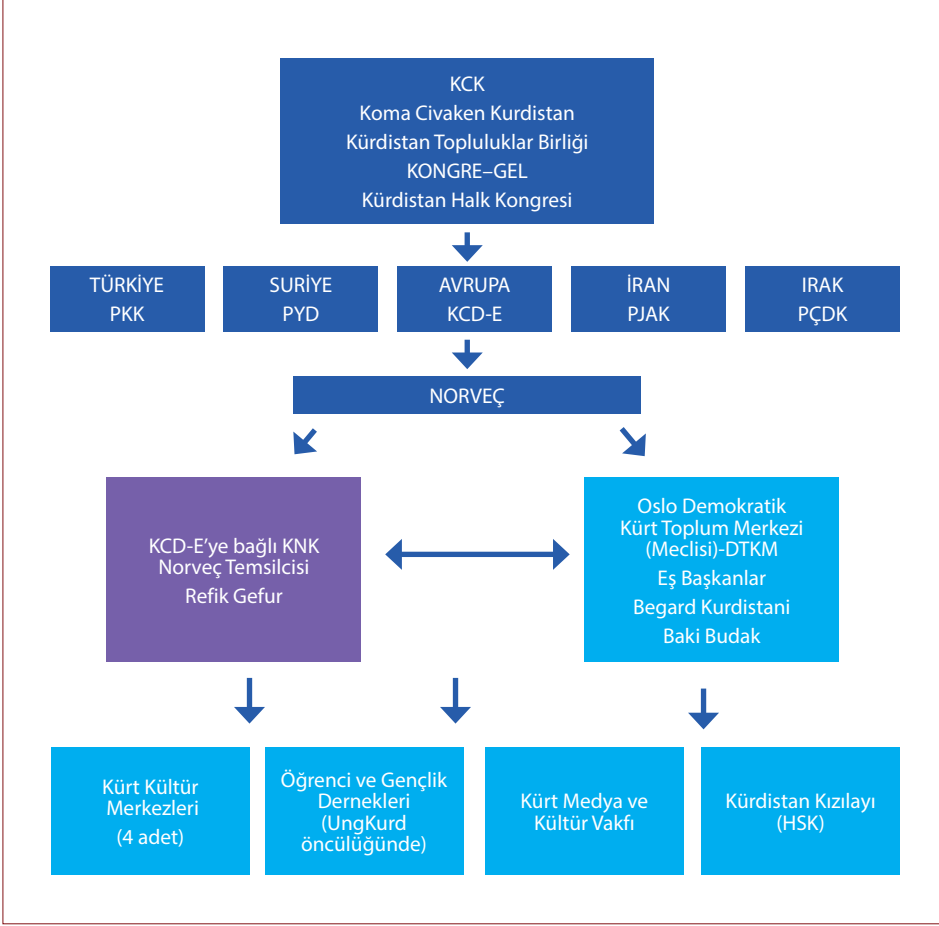 KCK
Koma Civaken Kurdistan
Kürdistan Topluluklar Birliği
KONGRE–GEL
Kürdistan Halk Kongresi
TÜRKİYE
PKK
SURİYE
PYD
AVRUPA
KCD-E
İRAN
PJAK
IRAK
PÇDK
NORVEÇ
KCD-E’ye bağlı KNK
Norveç Temsilcisi
Refik Gefur
Oslo Demokratik
Kürt Toplum Merkezi
(Meclisi)-DTKM
Eş Başkanlar
Begard Kurdistani
Baki Budak
Kürt Kültür
Merkezleri
(4 adet)
Öğrenci ve Gençlik
Dernekleri
(UngKurd
öncülüğünde)
Kürt Medya ve
Kültür Vakfı
Kürdistan Kızılayı
(HSK)